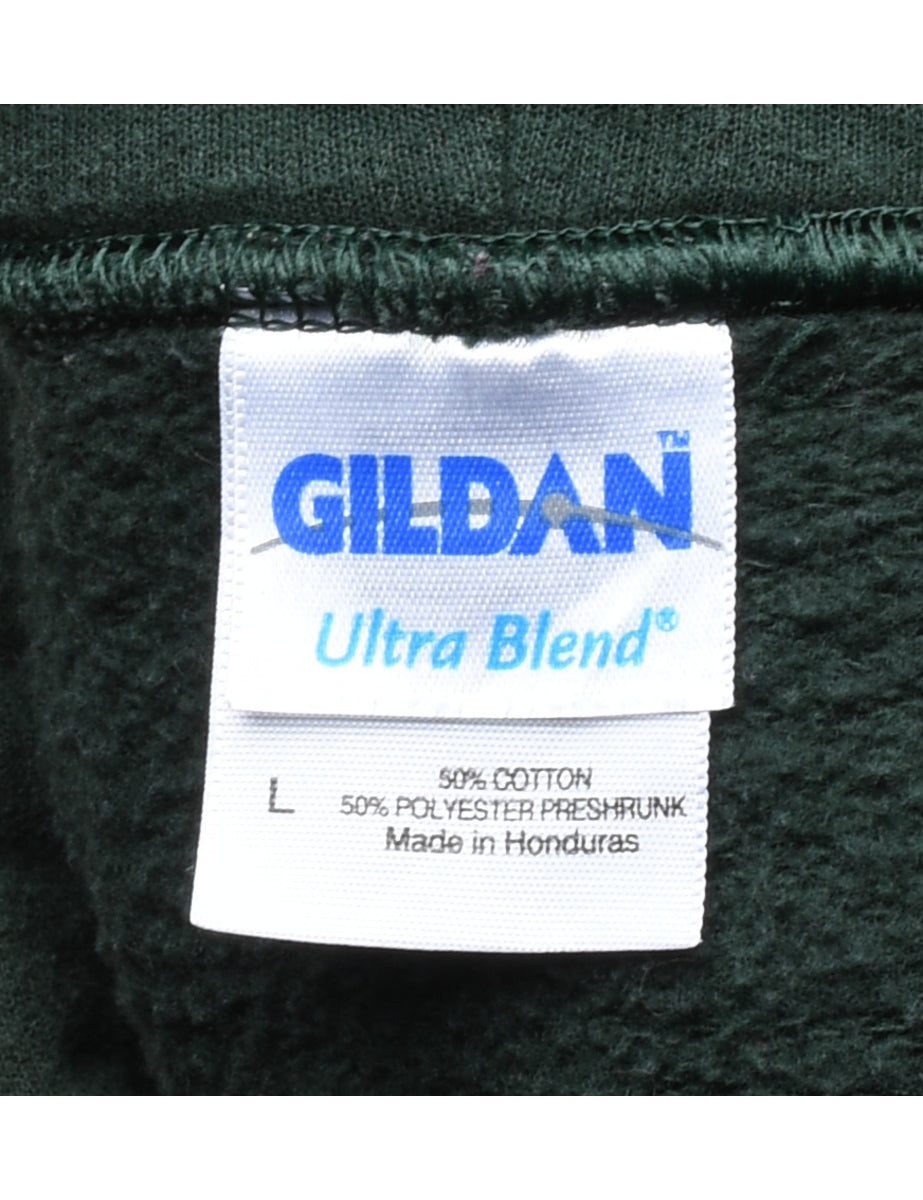 GILDAN™
Ultra Blend®
L
50% COTTON
50% POLYESTER PRESHRUNK
Made in Honduras